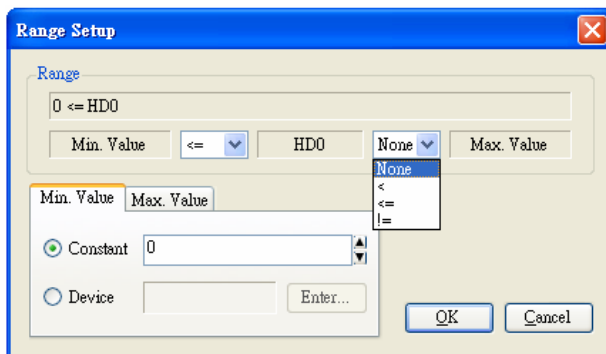 Range Setup
Range
0 <= HD0
Min. Value <= HD0 None Max. Value
None
<
<=
!=
Min. Value Max. Value
Constant 0
Device Enter...
OK Cancel